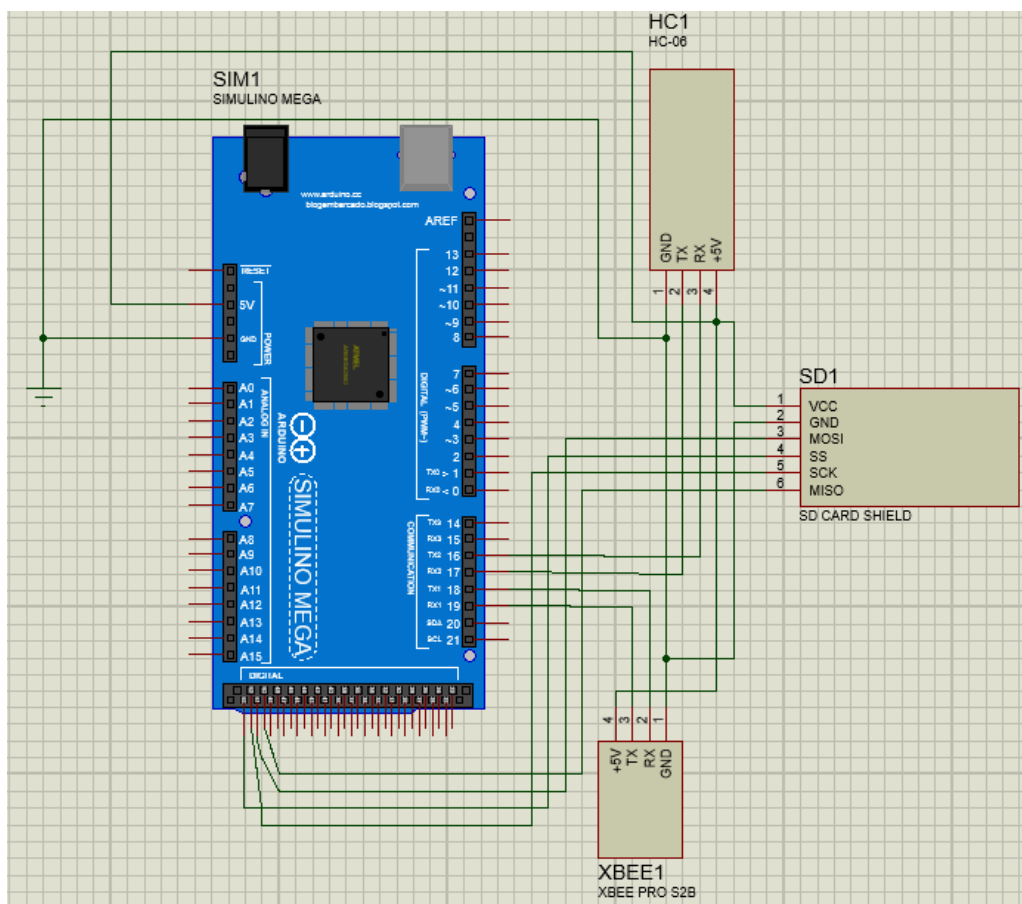 HC1
HC-06
SIM1
SIMULINO MEGA
www.arduino.cc
blogembarcado.blogspot.com
AREF
13
12
~11
~10
~9
8
GND
TX
RX
+5V
1
2
3
4
RESET
5V
GND
POWER
7
~6
~5
4
~3
2
TX0 > 1
RX0 < 0
DIGITAL (PWM~)
A0
A1
A2
A3
A4
A5
A6
A7
ANALOG IN
ARDUINO
SIMULINO MEGA
SD1
1
2
3
4
5
6
VCC
GND
MOSI
SS
SCK
MISO
SD CARD SHIELD
TX3 14
RX3 15
TX2 16
RX2 17
TX1 18
RX1 19
SDA 20
SCL 21
COMMUNICATION
A8
A9
A10
A11
A12
A13
A14
A15
DIGITAL
4
3
2
1
+5V
TX
RX
GND
XBEE1
XBEE PRO S2B